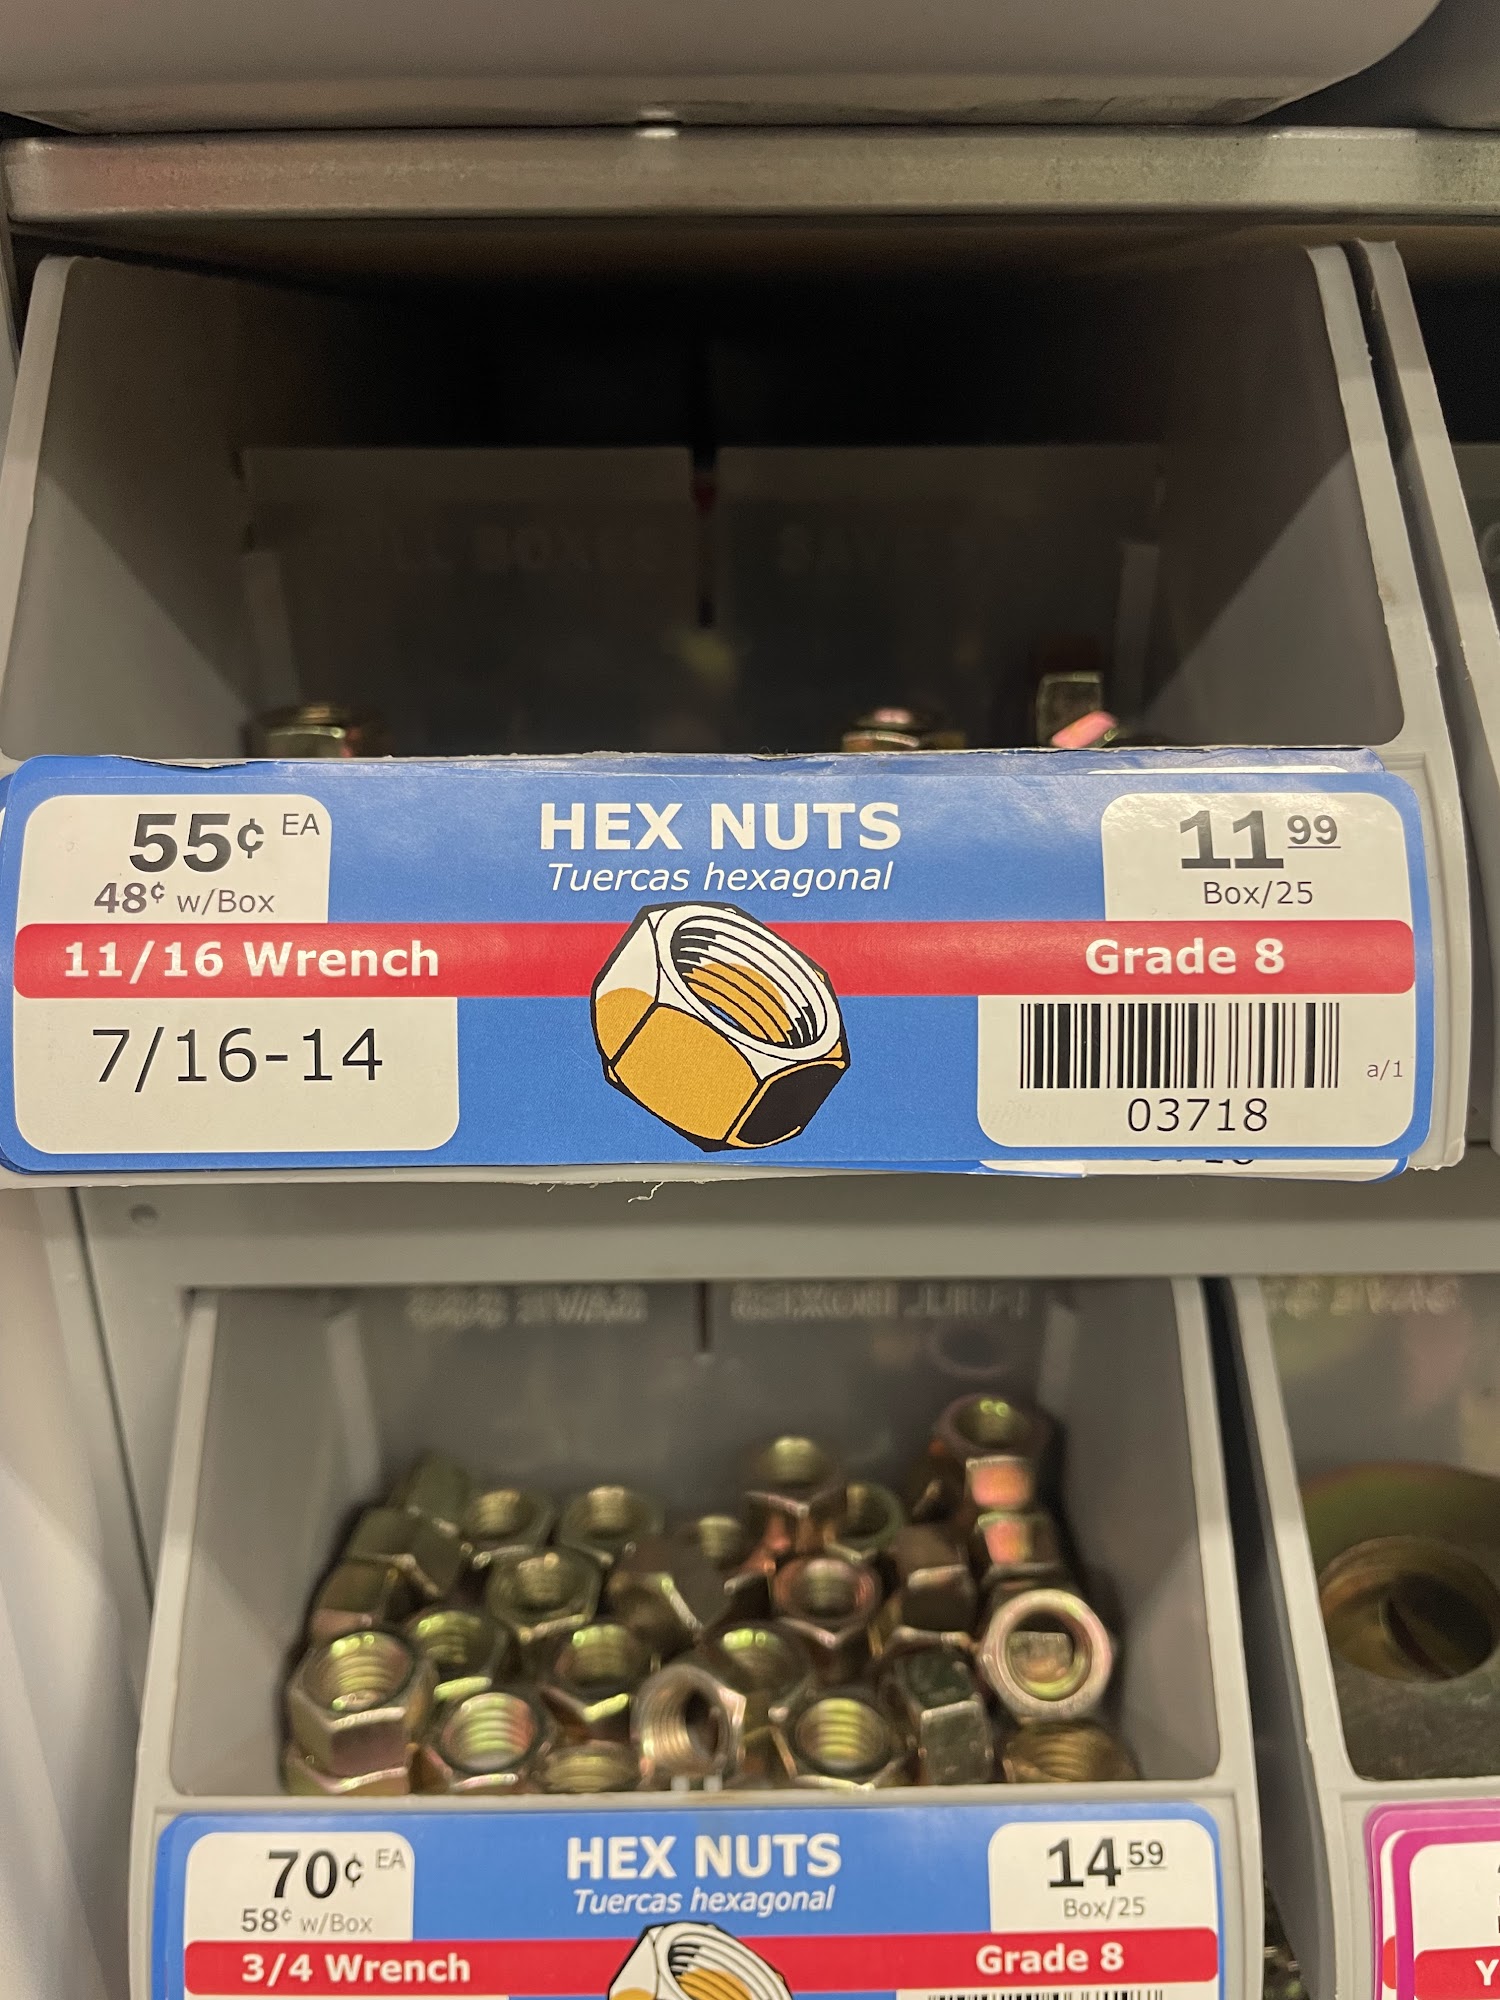 55¢ EA
48¢ w/Box
HEX NUTS
Tuercas hexagonal
11 99
Box/25
11/16 Wrench
Grade 8
7/16-14
a/1
03718
70¢ EA
58¢ w/Box
HEX NUTS
Tuercas hexagonal
14 59
Box/25
3/4 Wrench
Grade 8
Y